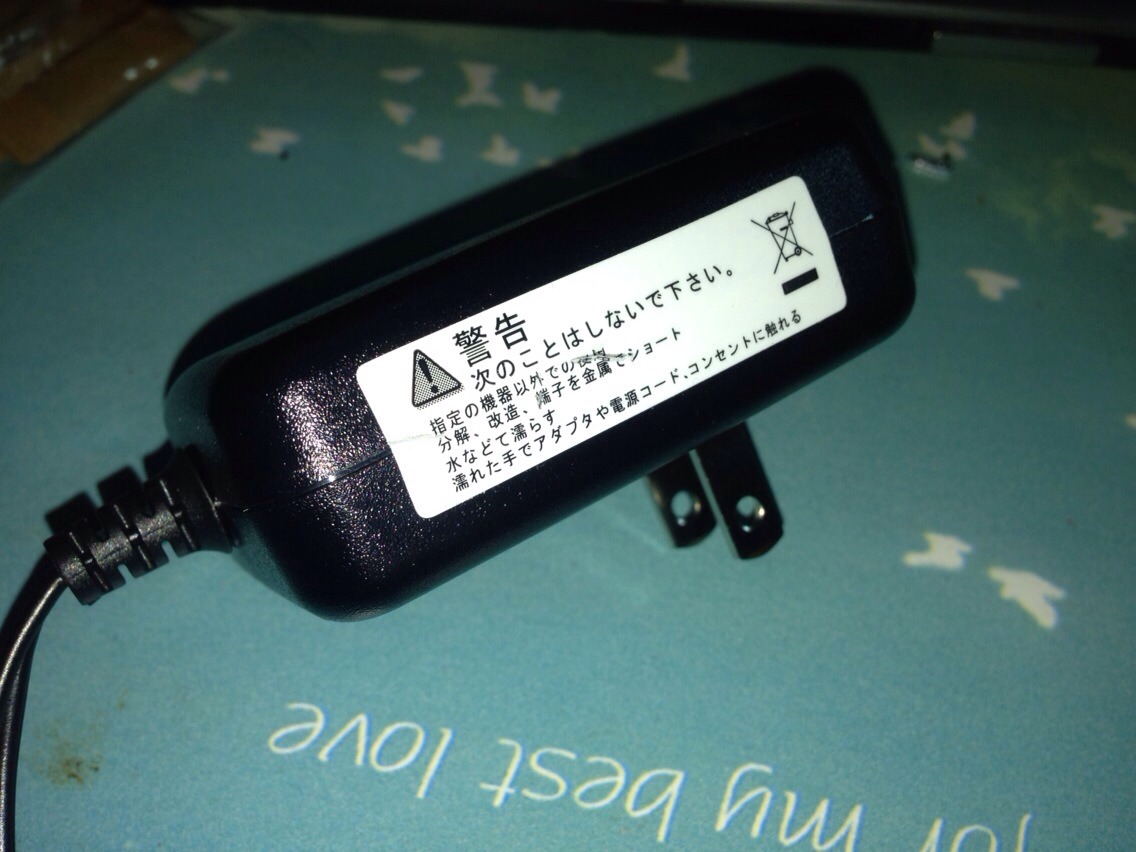 警告
次のことはしないで下さい。
指定の機器以外での使用
分解、改造、端子を金属でショート
水などで濡らす
濡れた手でアダプタや電源コード、コンセントに触れる
for my best love